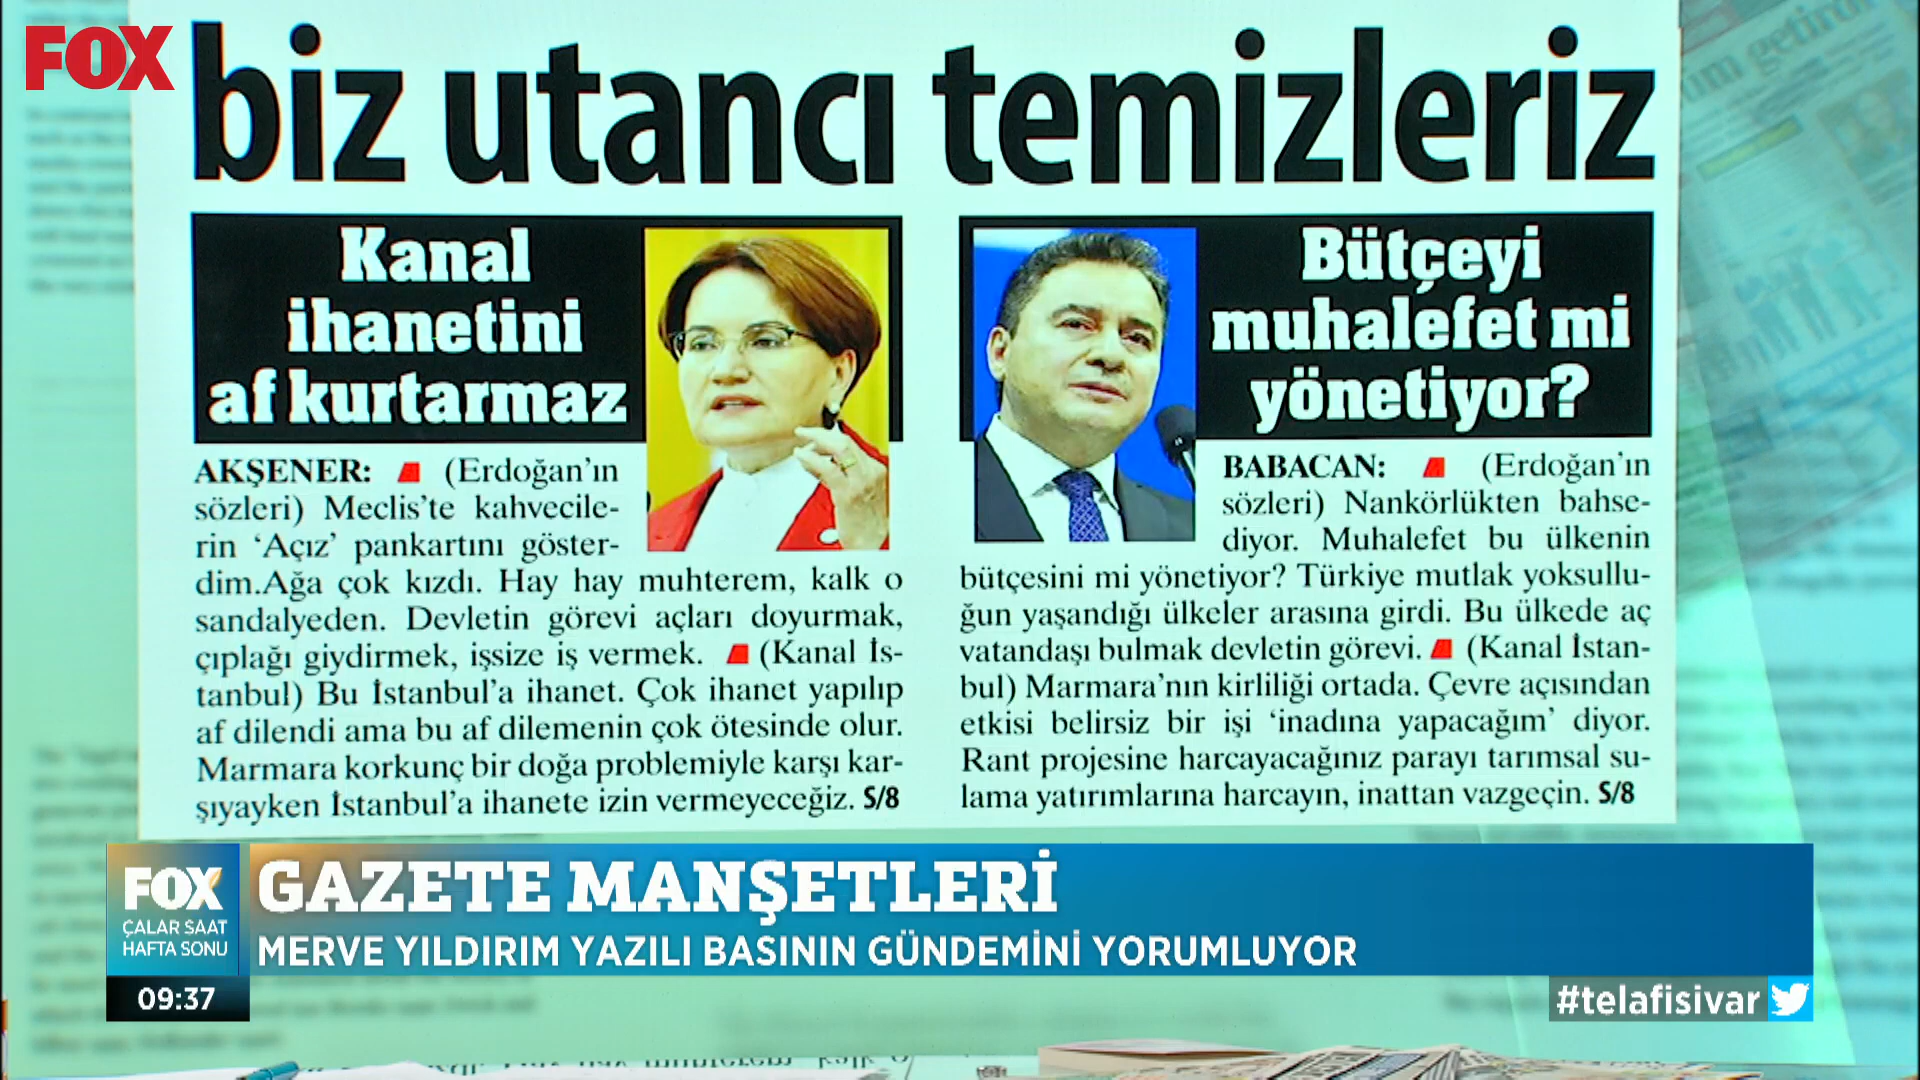 FOX
biz utancı temizleriz
Kanal
ihanetini
af kurtarmaz
AKŞENER: (Erdoğan'ın
sözleri) Meclis'te kahvecile-
rin ‘Açız’ pankartını göster-
dim.Ağa çok kızdı. Hay hay muhterem, kalk o
sandalyeden. Devletin görevi açları doyurmak,
çıplağı giydirmek, işsize iş vermek. (Kanal İs-
tanbul) Bu İstanbul'a ihanet. Çok ihanet yapılıp
af dilendi ama bu af dilemenin çok ötesinde olur.
Marmara korkunç bir doğa problemiyle karşı kar-
şıyayken İstanbul'a ihanete izin vermeyeceğiz. S/8
Bütçeyi
muhalefet mi
yönetiyor?
BABACAN: (Erdoğan'ın
sözleri) Nankörlükten bahse-
diyor. Muhalefet bu ülkenin
bütçesini mi yönetiyor? Türkiye mutlak yoksullu-
ğun yaşandığı ülkeler arasına girdi. Bu ülkede aç
vatandaşı bulmak devletin görevi. (Kanal İstan-
bul) Marmara'nın kirliliği ortada. Çevre açısından
etkisi belirsiz bir işi ‘inadına yapacağım’ diyor.
Rant projesine harcayacağınız parayı tarımsal su-
lama yatırımlarına harcayın, inattan vazgeçin. S/8
FOX
ÇALAR SAAT
HAFTA SONU
09:37
GAZETE MANŞETLERİ
MERVE YILDIRIM YAZILI BASININ GÜNDEMİNİ YORUMLUYOR
#telafisivar